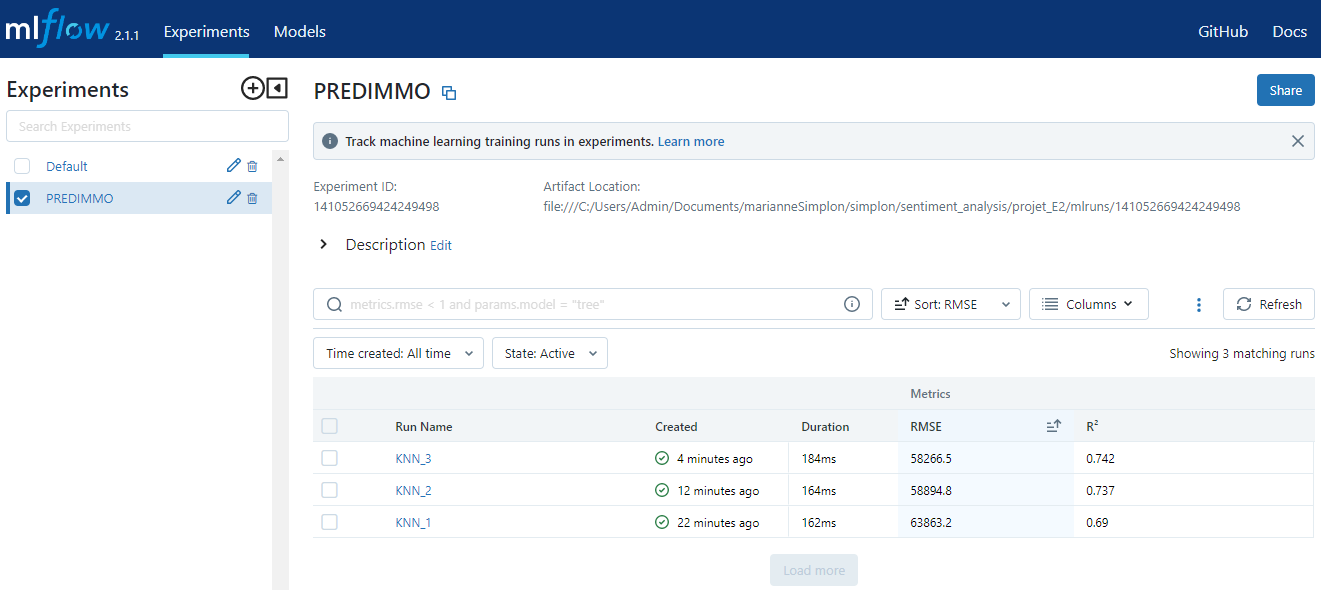 mlflow 2.1.1 Experiments Models GitHub Docs
Experiments
Search Experiments
Default
PREDIMMO
PREDIMMO
Share
Track machine learning training runs in experiments. Learn more
Experiment ID: Artifact Location:
141052669424249498 file:///C:/Users/Admin/Documents/marianneSimplon/simplon/sentiment_analysis/projet_E2/mlruns/141052669424249498
Description Edit
metrics.rmse < 1 and params.model = "tree" Sort: RMSE Columns Refresh
Time created: All time State: Active Showing 3 matching runs
Metrics
Run Name Created Duration RMSE R²
KNN_3 4 minutes ago 184ms 58266.5 0.742
KNN_2 12 minutes ago 164ms 58894.8 0.737
KNN_1 22 minutes ago 162ms 63863.2 0.69
Load more